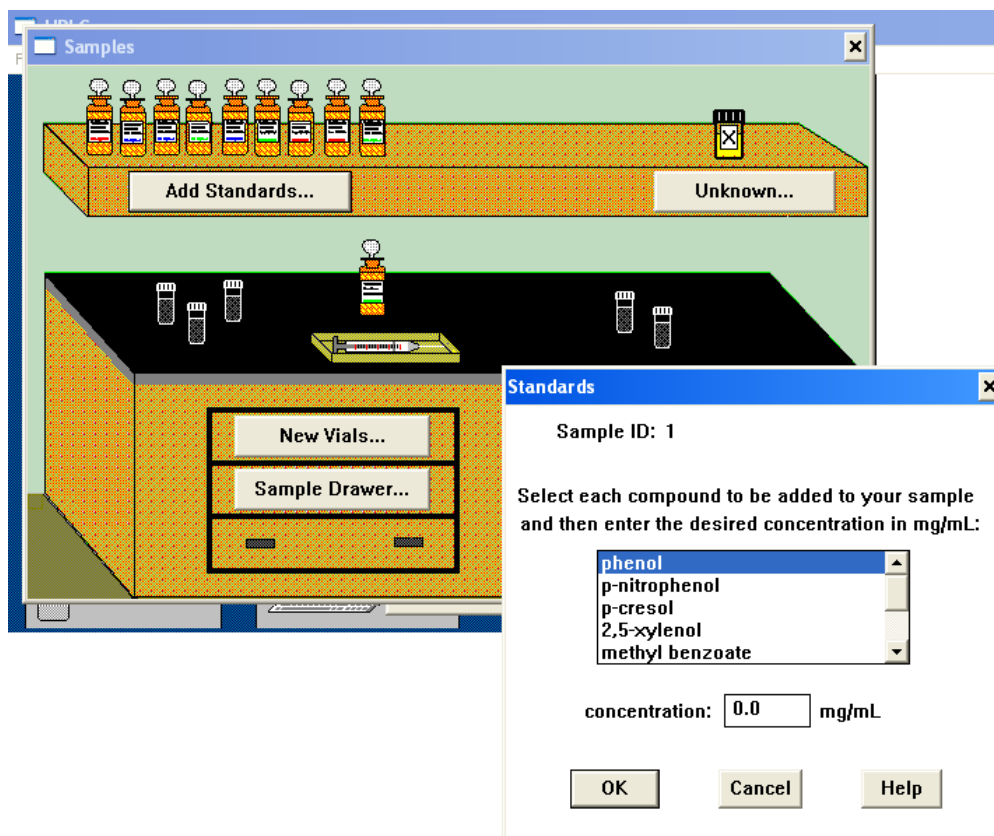 Samples
Add Standards...
Unknown...
X
New Vials...
Sample Drawer...
Standards
Sample ID: 1
Select each compound to be added to your sample
and then enter the desired concentration in mg/mL:
phenol
p-nitrophenol
p-cresol
2,5-xylenol
methyl benzoate
concentration: 0.0 mg/mL
OK Cancel Help